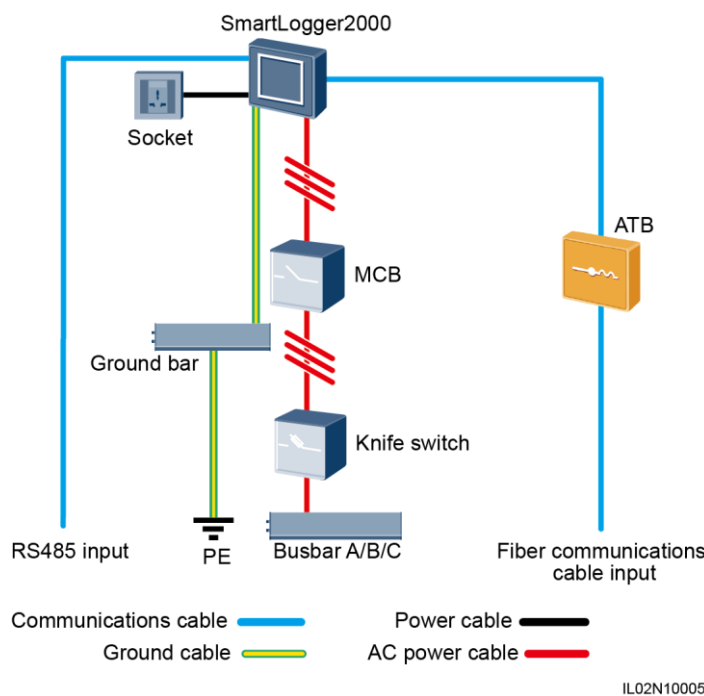 SmartLogger2000
Socket
ATB
MCB
Ground bar
Knife switch
RS485 input
PE
Busbar A/B/C
Fiber communications
cable input
Communications cable
Power cable
Ground cable
AC power cable
IL02N10005